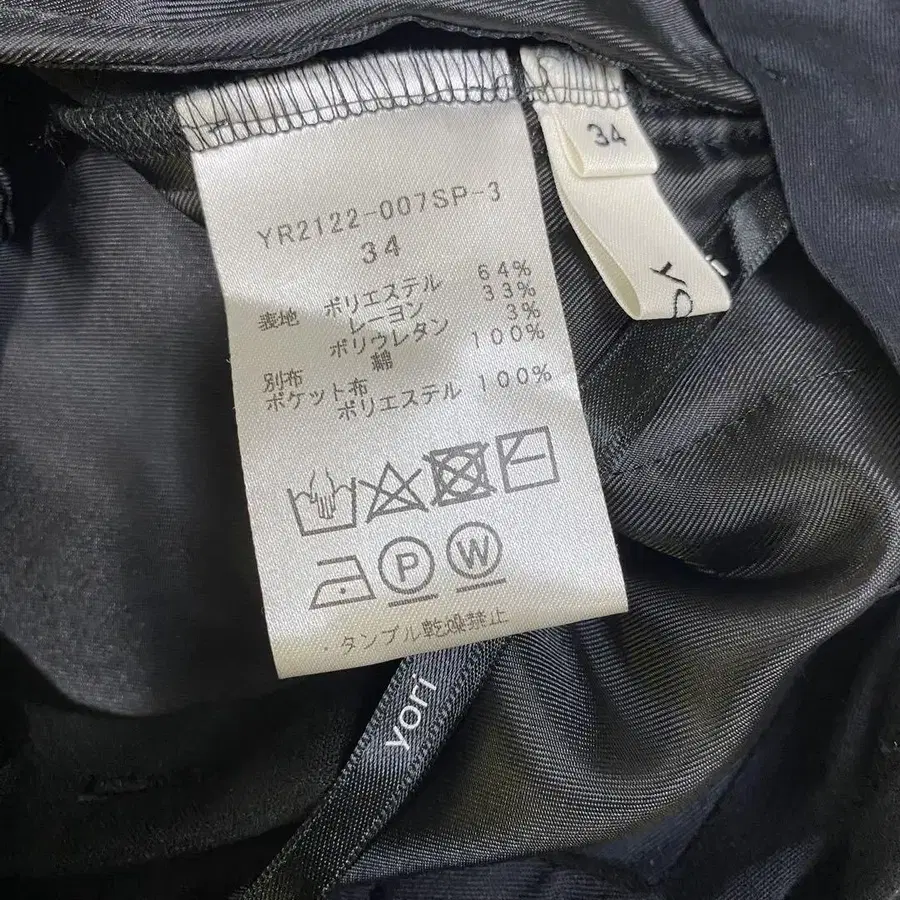 YR2122-007SP-3
34
表地 ポリエステル 64%
レーヨン 33%
ポリウレタン 3%
別布 綿 100%
ポケット布
ポリエステル 100%
P W
・タンブル乾燥禁止
34
yori